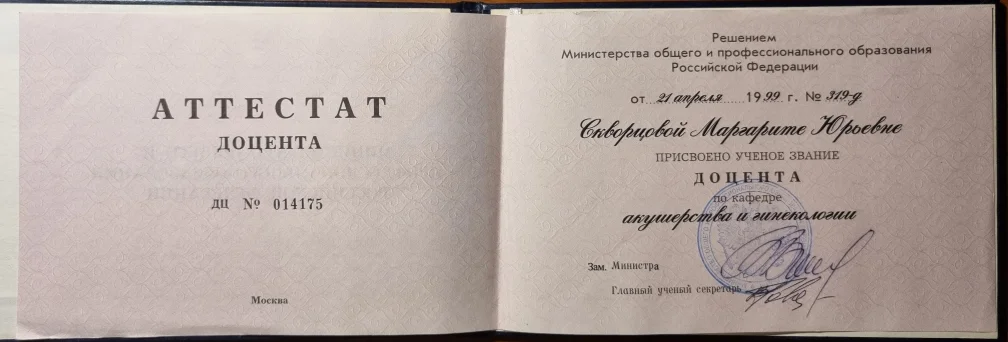 АТТЕСТАТ
ДОЦЕНТА
ДЦ № 014175
Москва
Решением
Министерства общего и профессионального образования
Российской Федерации
от 21 апреля 1999 г. № 319-д
Скворцовой Маргарите Юрьевне
ПРИСВОЕНО УЧЕНОЕ ЗВАНИЕ
ДОЦЕНТА
по кафедре
акушерства и гинекологии
Зам. Министра
Главный ученый секретарь